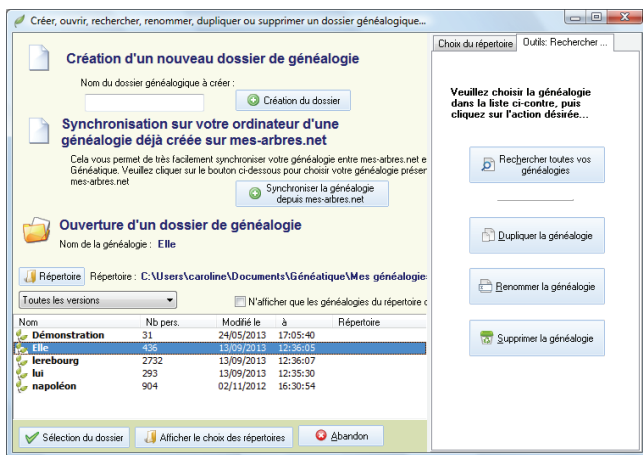 Créer, ouvrir, rechercher, renommer, dupliquer ou supprimer un dossier généalogique...
Choix du répertoire
Outils: Rechercher ...
Création d'un nouveau dossier de généalogie
Nom du dossier généalogique à créer :
Création du dossier
Synchronisation sur votre ordinateur d'une
généalogie déjà créée sur mes-arbres.net
Cela vous permet de très facilement synchroniser votre généalogie entre mes-arbres.net e
Généatique. Veuillez cliquer sur le bouton ci-dessous pour choisir votre généalogie présen
mes-arbres.net
Synchroniser la généalogie
depuis mes-arbres.net
Ouverture d'un dossier de généalogie
Nom de la généalogie : Elle
Répertoire
Répertoire : C:\Users\caroline\Documents\Généatique\Mes généalogie
Toutes les versions
N'afficher que les généalogies du répertoire c
Nom Nb pers. Modifié le à Répertoire
Démonstration 31 24/05/2013 17:05:40
Elle 436 13/09/2013 12:36:05
lerebourg 2732 13/09/2013 12:36:07
lui 293 13/09/2013 12:35:30
napoléon 904 02/11/2012 16:30:54
Sélection du dossier
Afficher le choix des répertoires
Abandon
Veuillez choisir la généalogie
dans la liste ci-contre, puis
cliquez sur l'action désirée...
Rechercher toutes vos
généalogies
Dupliquer la généalogie
Renommer la généalogie
Supprimer la généalogie